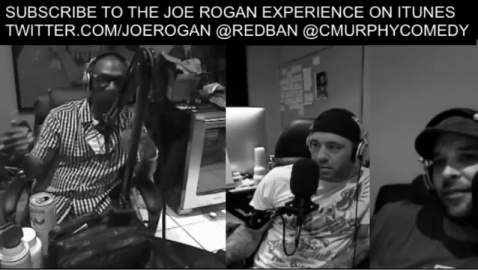 SUBSCRIBE TO THE JOE ROGAN EXPERIENCE ON ITUNES
TWITTER.COM/JOEROGAN @REDBAN @CMURPHYCOMEDY